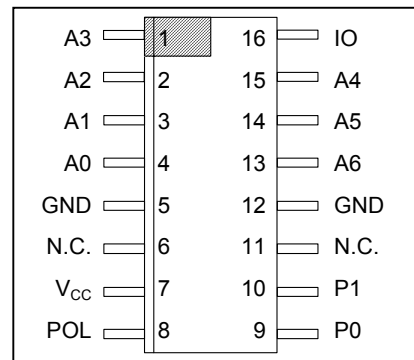 A3 1 16 IO
A2 2 15 A4
A1 3 14 A5
A0 4 13 A6
GND 5 12 GND
N.C. 6 11 N.C.
VCC 7 10 P1
POL 8 9 P0